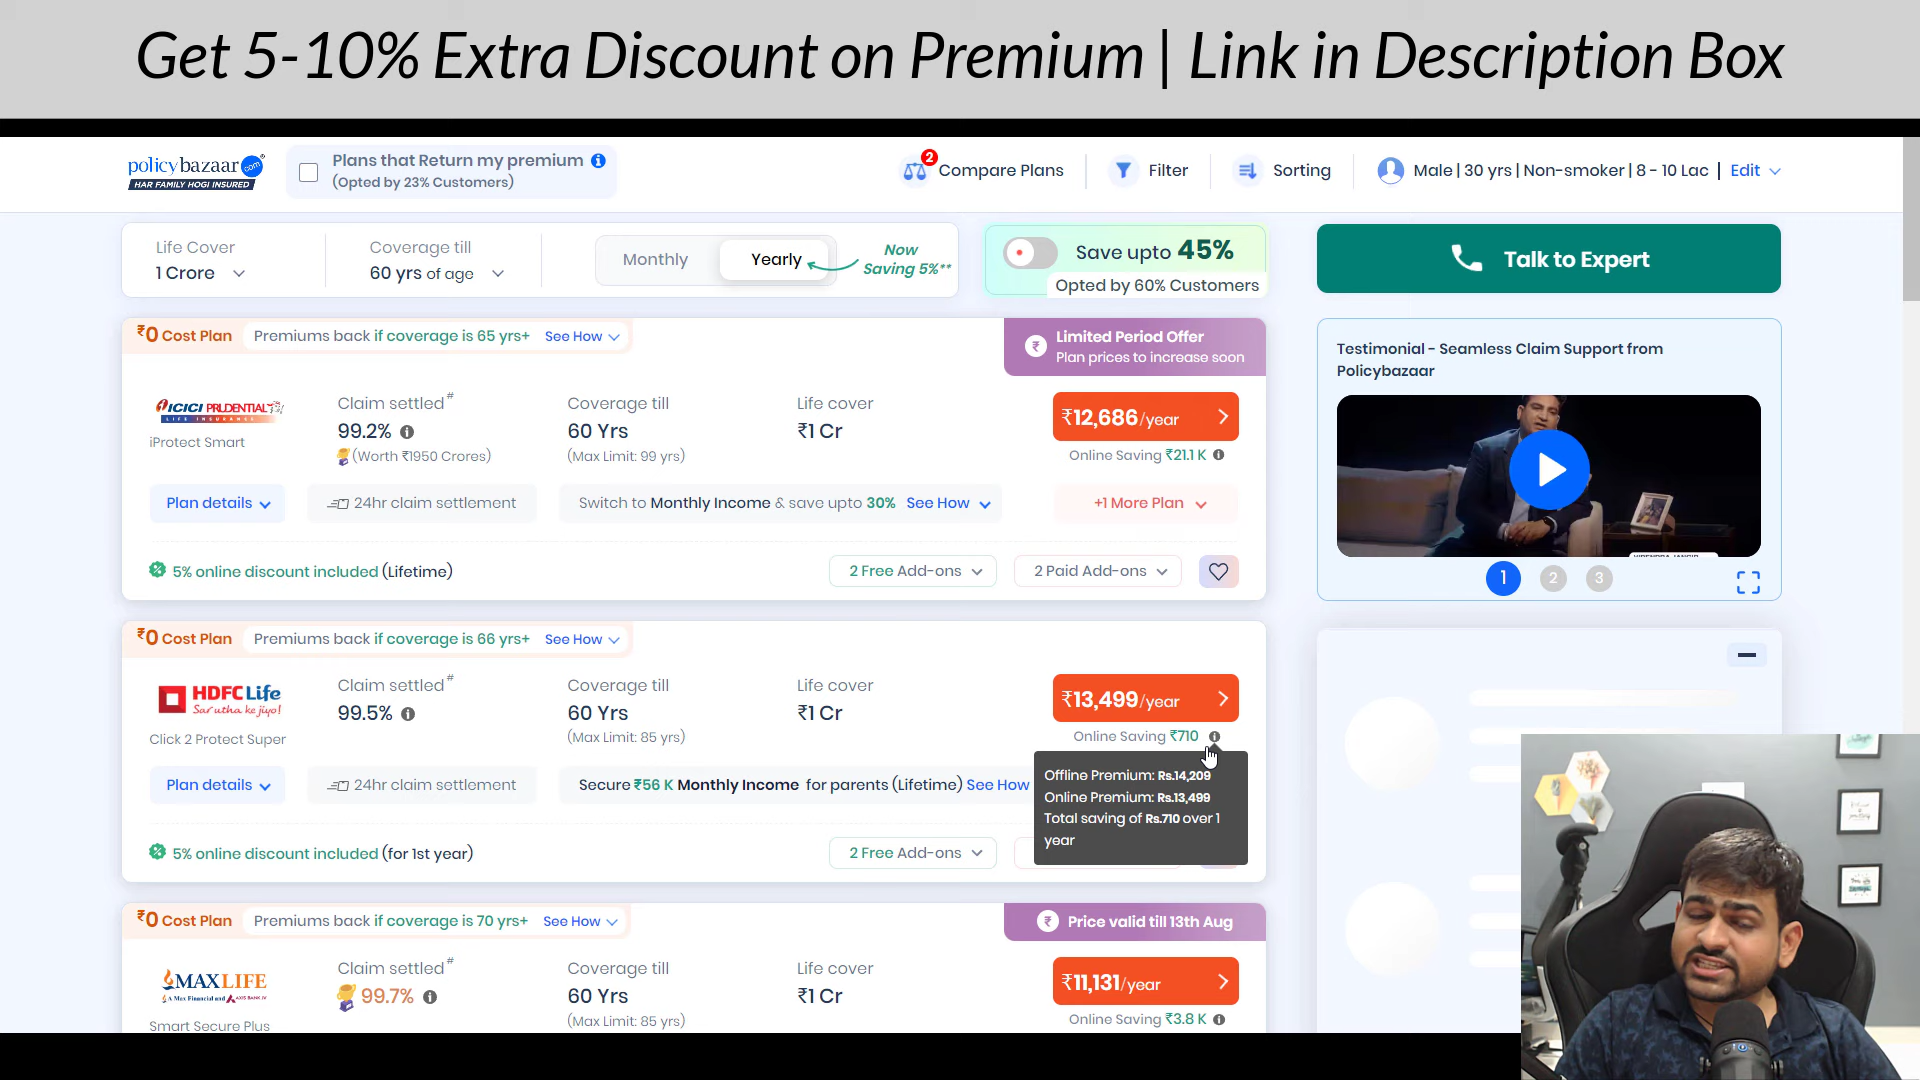 Get 5-10% Extra Discount on Premium | Link in Description Box
policybazaar.com
HAR FAMILY HOGI INSURED
Plans that Return my premium
(Opted by 23% Customers)
2
Compare Plans
Filter
Sorting
Male | 30 yrs | Non-smoker | 8 - 10 Lac | Edit
Life Cover
1 Crore
Coverage till
60 yrs of age
Monthly
Yearly
Now
Saving 5%**
Save upto 45%
Opted by 60% Customers
Talk to Expert
₹0 Cost Plan
Premiums back if coverage is 65 yrs+ See How
Limited Period Offer
Plan prices to increase soon
ICICI PRUDENTIAL
LIFE INSURANCE
iProtect Smart
Claim settled#
99.2%
(Worth ₹1950 Crores)
Coverage till
60 Yrs
(Max Limit: 99 yrs)
Life cover
₹1 Cr
₹12,686/year
Online Saving ₹21.1 K
Plan details
24hr claim settlement
Switch to Monthly Income & save upto 30% See How
+1 More Plan
5% online discount included (Lifetime)
2 Free Add-ons
2 Paid Add-ons
Testimonial - Seamless Claim Support from
Policybazaar
1
2
3
₹0 Cost Plan
Premiums back if coverage is 66 yrs+ See How
HDFC Life
Sar utha ke jiyo!
Click 2 Protect Super
Claim settled#
99.5%
Coverage till
60 Yrs
(Max Limit: 85 yrs)
Life cover
₹1 Cr
₹13,499/year
Online Saving ₹710
Offline Premium: Rs.14,209
Online Premium: Rs.13,499
Total saving of Rs.710 over 1
year
Plan details
24hr claim settlement
Secure ₹56 K Monthly Income for parents (Lifetime) See How
5% online discount included (for 1st year)
2 Free Add-ons
₹0 Cost Plan
Premiums back if coverage is 70 yrs+ See How
Price valid till 13th Aug
MAX LIFE
A Max Financial and AXIS BANK JV
Smart Secure Plus
Claim settled#
99.7%
Coverage till
60 Yrs
(Max Limit: 85 yrs)
Life cover
₹1 Cr
₹11,131/year
Online Saving ₹3.8 K